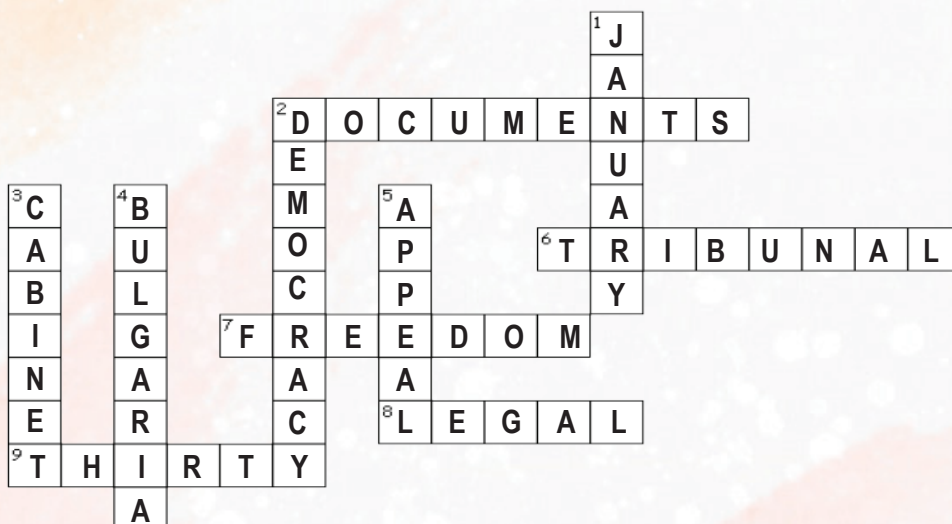 1 J
A
2 D O C U M E N T S
E U
3 C 4 B M 5 A A
A U O P 6 T R I B U N A L
B L C P Y
I G 7 F R E E D O M
N A A A
E R C 8 L E G A L
9 T H I R T Y
A